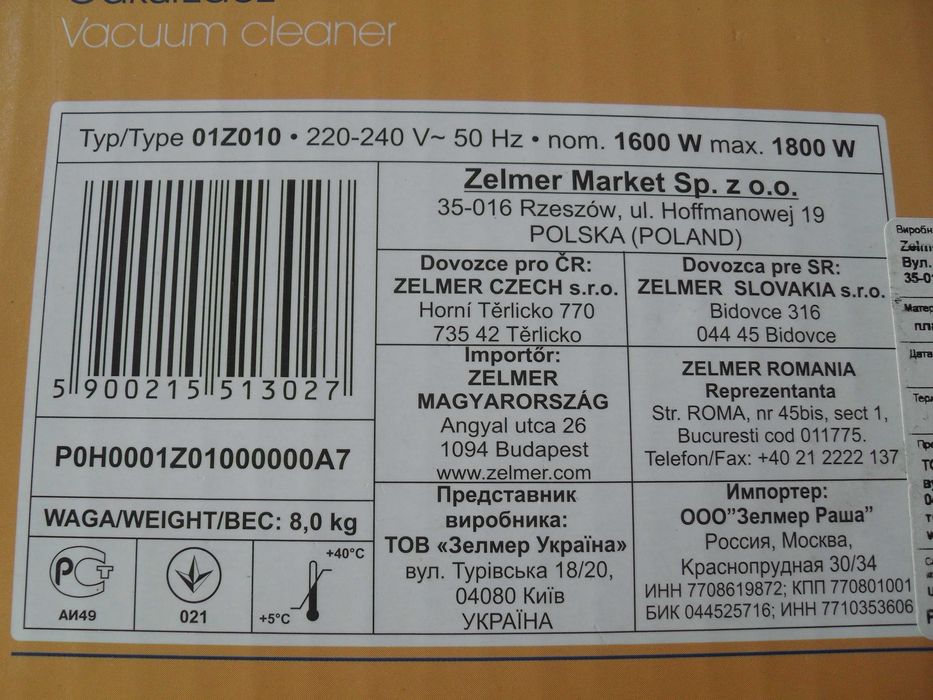 Vacuum cleaner
Typ/Type 01Z010 • 220-240 V~ 50 Hz • nom. 1600 W max. 1800 W
5 900215 513027
P0H0001Z01000000A7
WAGA/WEIGHT/ВЕС: 8,0 kg
РСТ
АИ49
021
+40°C
+5°C
Zelmer Market Sp. z o.o.
35-016 Rzeszów, ul. Hoffmanowej 19
POLSKA (POLAND)
Dovozce pro ČR:
ZELMER CZECH s.r.o.
Horní Těrlicko 770
735 42 Těrlicko
Dovozca pre SR:
ZELMER SLOVAKIA s.r.o.
Bidovce 316
044 45 Bidovce
Importőr:
ZELMER
MAGYARORSZÁG
Angyal utca 26
1094 Budapest
www.zelmer.com
ZELMER ROMANIA
Reprezentanta
Str. ROMA, nr 45bis, sect 1,
Bucuresti cod 011775.
Telefon/Fax: +40 21 2222 137
Представник
виробника:
ТОВ «Зелмер Україна»
вул. Турівська 18/20,
04080 Київ
УКРАЇНА
Импортер:
ООО"Зелмер Раша"
Россия, Москва,
Краснопрудная 30/34
ИНН 7708619872; КПП 770801001
БИК 044525716; ИНН 7710353606
Вул.